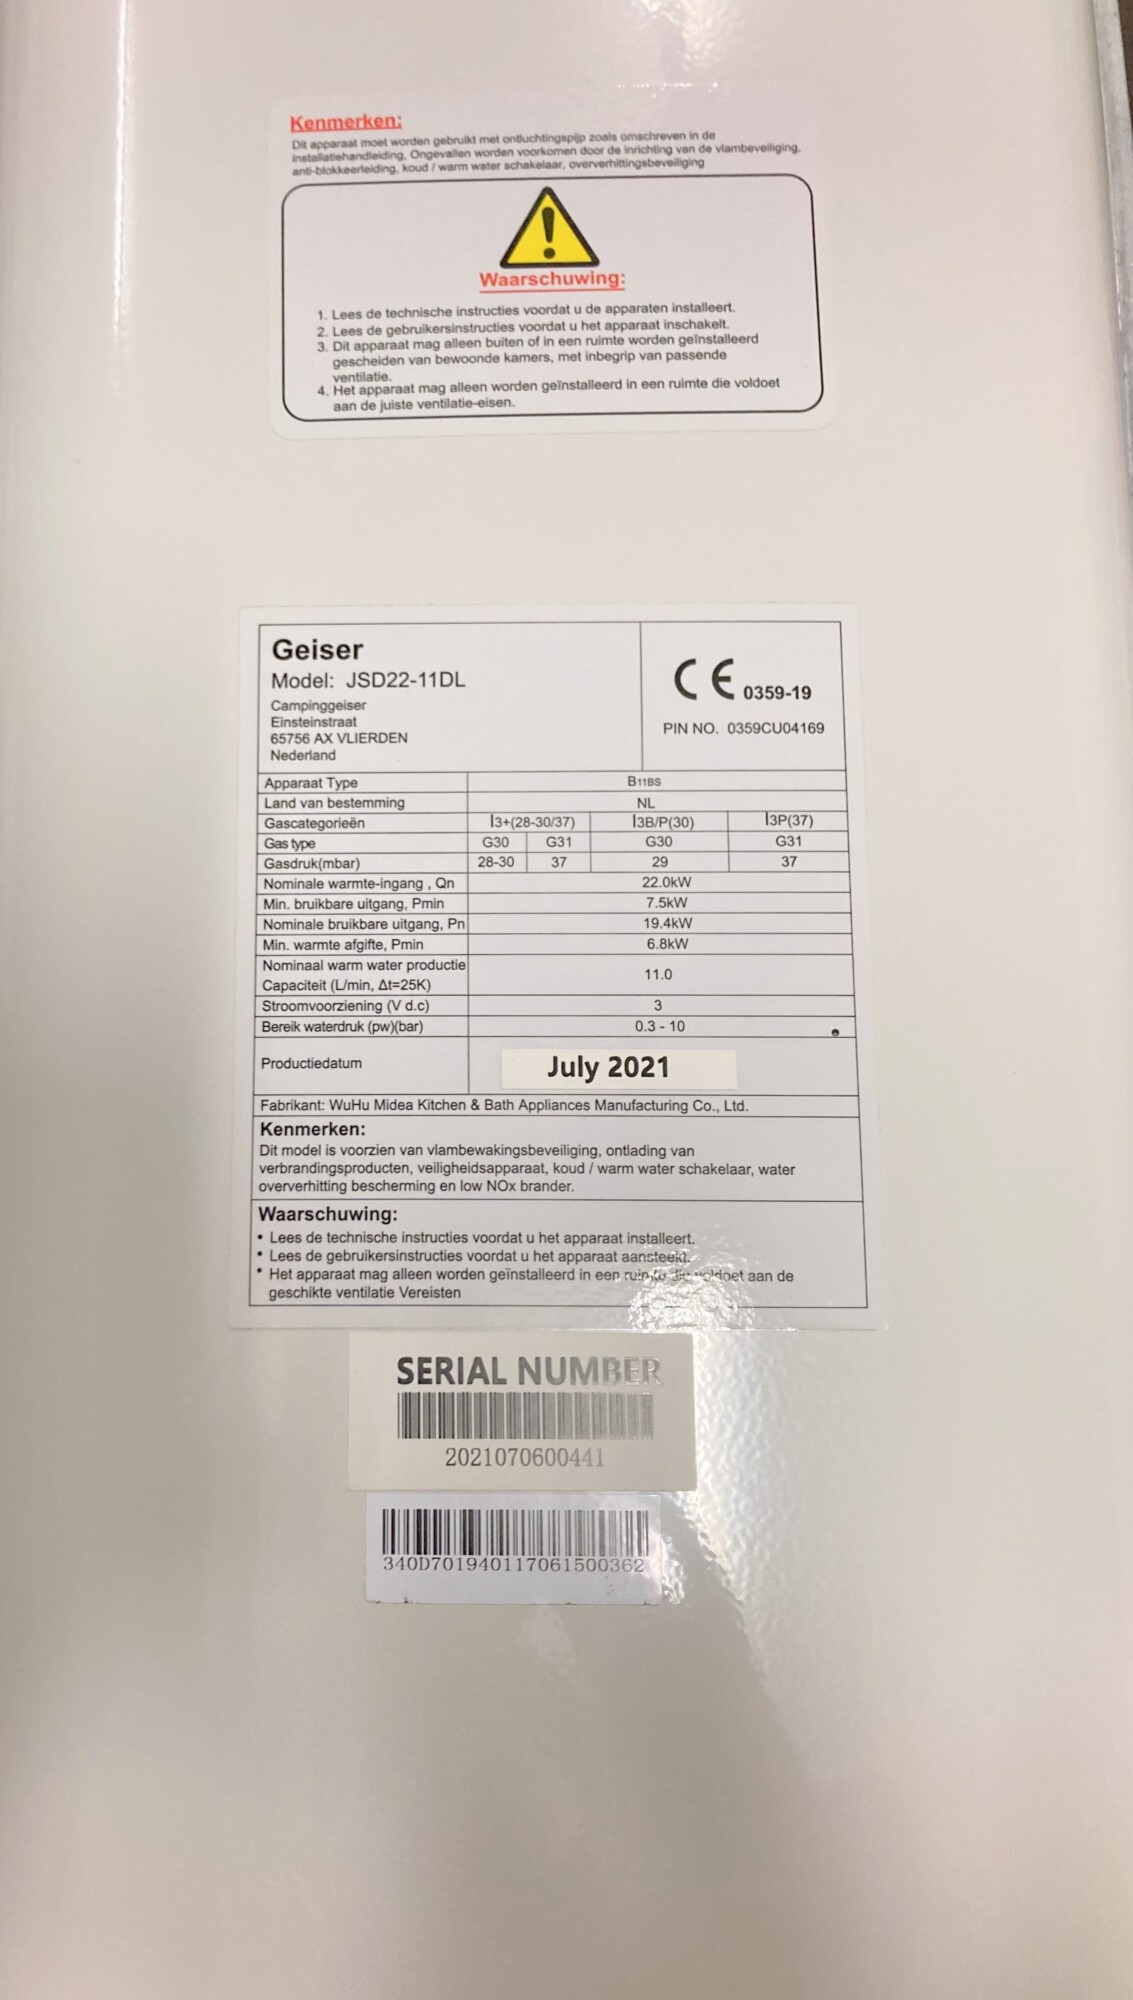 Kenmerken:
Dit apparaat moet worden gebruikt met ontluchtingspijp zoals omschreven in de
installatiehandleiding, Ongevallen worden voorkomen door de inrichting van de vlambeveiliging,
anti-blokkeerleiding, koud / warm water schakelaar, oververhittingsbeveiliging
Waarschuwing:
1. Lees de technische instructies voordat u de apparaten installeert.
2. Lees de gebruikersinstructies voordat u het apparaat inschakelt.
3. Dit apparaat mag alleen buiten of in een ruimte worden geïnstalleerd
gescheiden van bewoonde kamers, met inbegrip van passende
ventilatie.
4. Het apparaat mag alleen worden geïnstalleerd in een ruimte die voldoet
aan de juiste ventilatie-eisen.
Geiser
Model: JSD22-11DL
Campinggeiser
Einsteinstraat
65756 AX VLIERDEN
Nederland
CE 0359-19
PIN NO. 0359CU04169
Apparaat Type B11BS
Land van bestemming NL
Gascategorieën I3+(28-30/37) I3B/P(30) I3P(37)
Gas type G30 G31 G30 G31
Gasdruk(mbar) 28-30 37 29 37
Nominale warmte-ingang , Qn 22.0kW
Min. bruikbare uitgang, Pmin 7.5kW
Nominale bruikbare uitgang, Pn 19.4kW
Min. warmte afgifte, Pmin 6.8kW
Nominaal warm water productie
Capaciteit (L/min, Δt=25K) 11.0
Stroomvoorziening (V d.c) 3
Bereik waterdruk (pw)(bar) 0.3 - 10
Productiedatum July 2021
Fabrikant: WuHu Midea Kitchen & Bath Appliances Manufacturing Co., Ltd.
Kenmerken:
Dit model is voorzien van vlambewakingsbeveiliging, ontlading van
verbrandingsproducten, veiligheidsapparaat, koud / warm water schakelaar, water
oververhitting bescherming en low NOx brander.
Waarschuwing:
• Lees de technische instructies voordat u het apparaat installeert.
• Lees de gebruikersinstructies voordat u het apparaat aansteekt.
• Het apparaat mag alleen worden geïnstalleerd in een ruimte die voldoet aan de
geschikte ventilatie Vereisten
SERIAL NUMBER
2021070600441
340D701940117061500362